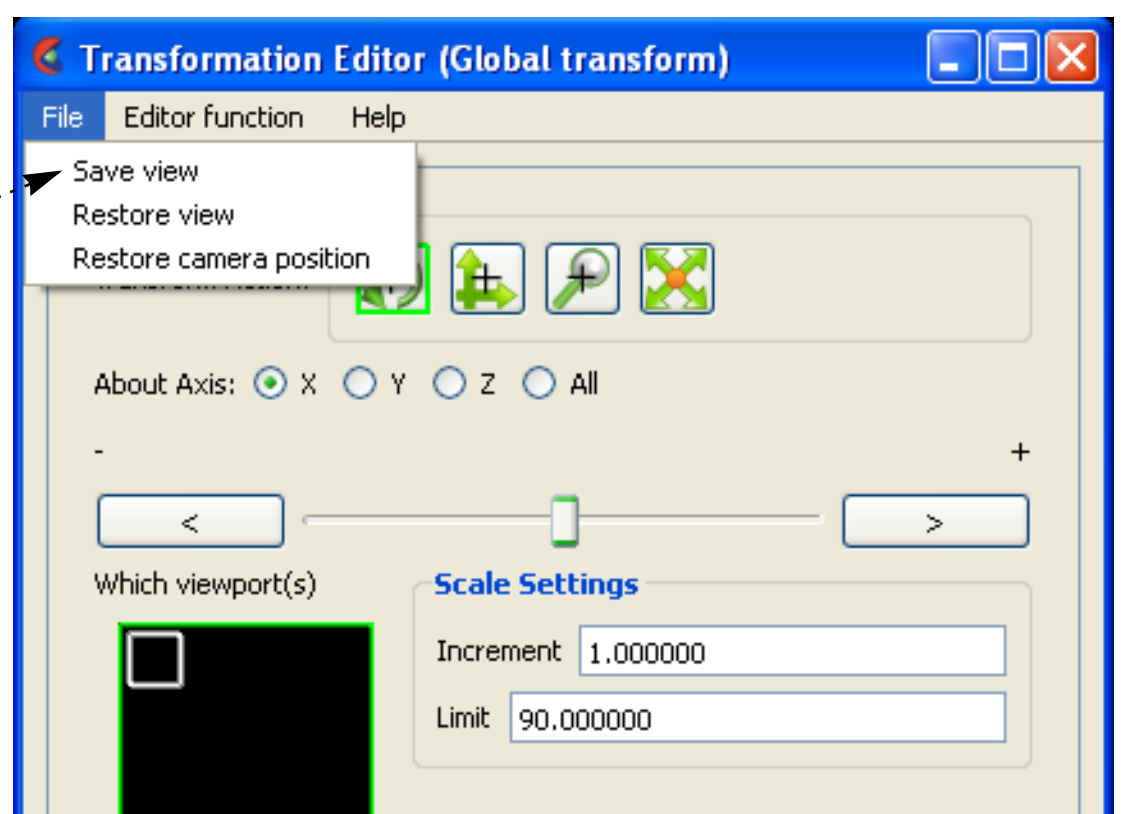 Transformation Editor (Global transform)
File Editor function Help
Save view
Restore view
Restore camera position
About Axis: X Y Z All
- +
< >
Which viewport(s) Scale Settings
Increment 1.000000
Limit 90.000000